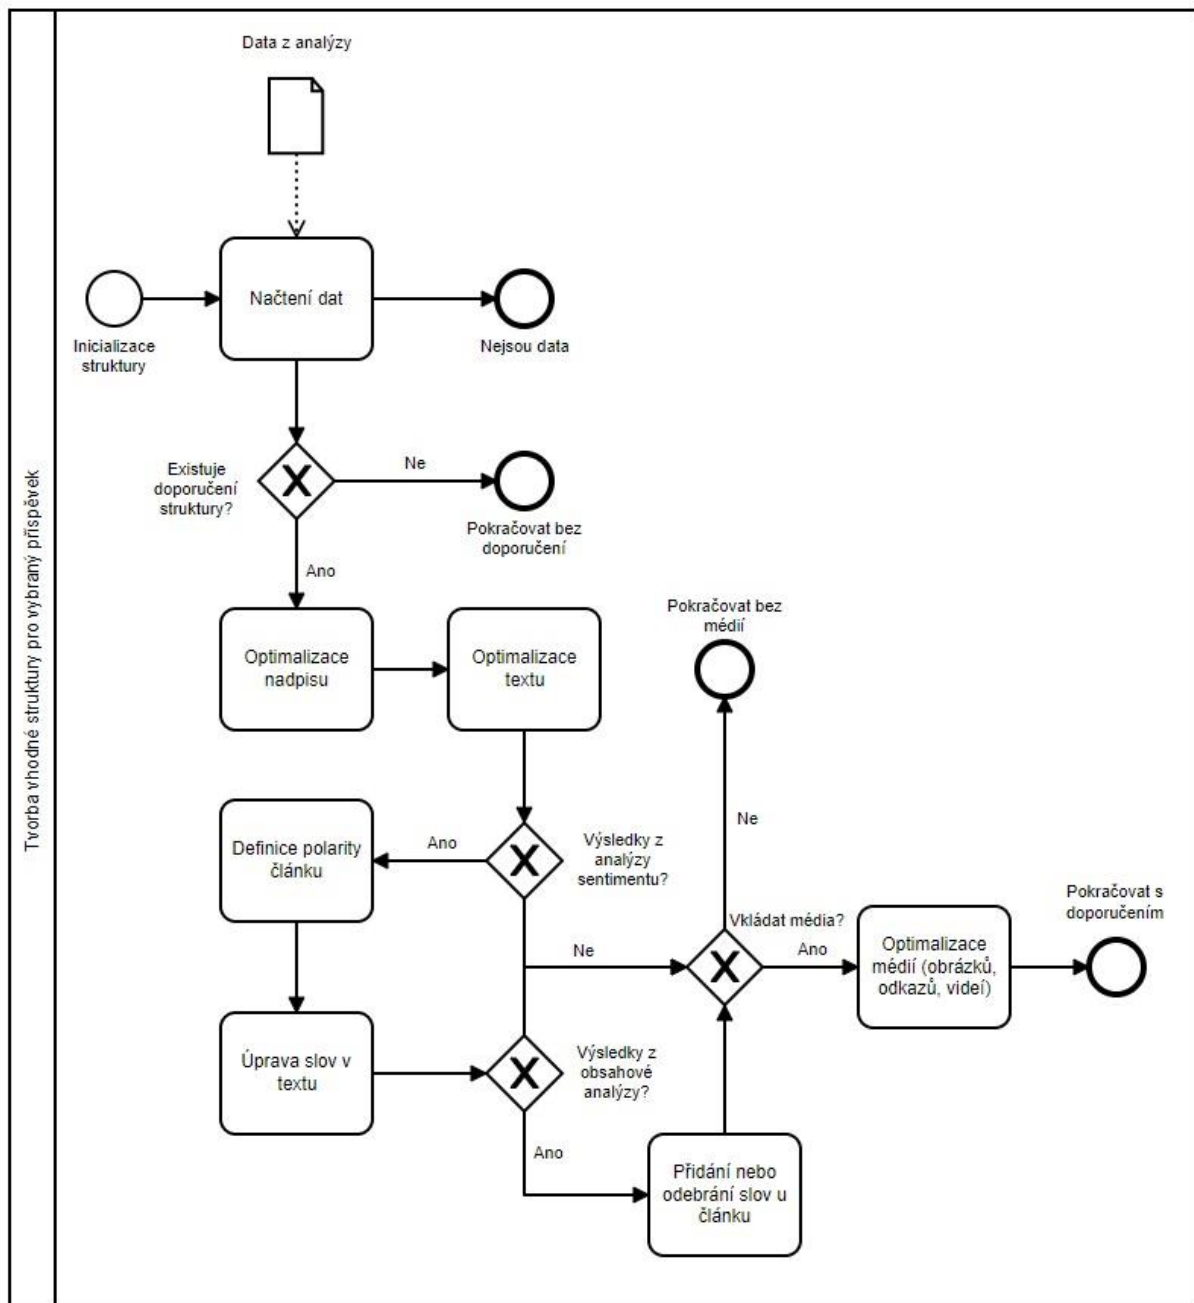 Data z analýzy
Načtení dat
Inicializace
struktury
Nejsou data
Existuje
doporučení
struktury?
Ne
Pokračovat bez
doporučení
Ano
Optimalizace
nadpisu
Optimalizace
textu
Pokračovat bez
médií
Definice polarity
článku
Ano
Výsledky z
analýzy
sentimentu?
Ne
Vkládat média?
Ne
Ano
Optimalizace
médií (obrázků,
odkazů, videí)
Pokračovat s
doporučením
Úprava slov v
textu
Výsledky z
obsahové
analýzy?
Ano
Přidání nebo
odebrání slov u
článku
Tvorba vhodné struktury pro vybraný příspěvek